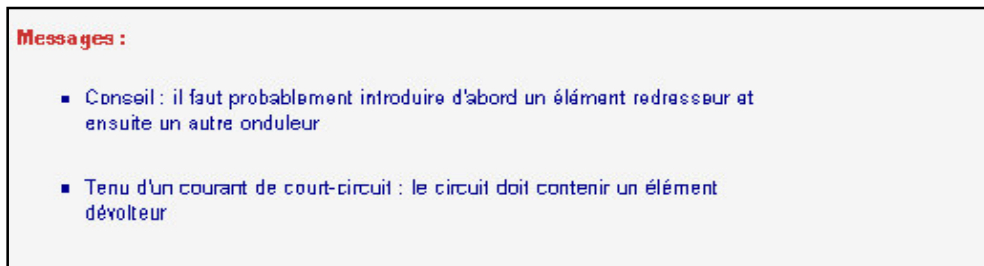 Messages :
▪ Conseil : il faut probablement introduire d'abord un élément redresseur et
ensuite un autre onduleur
▪ Tenu d'un courant de court-circuit : le circuit doit contenir un élément
dévolteur